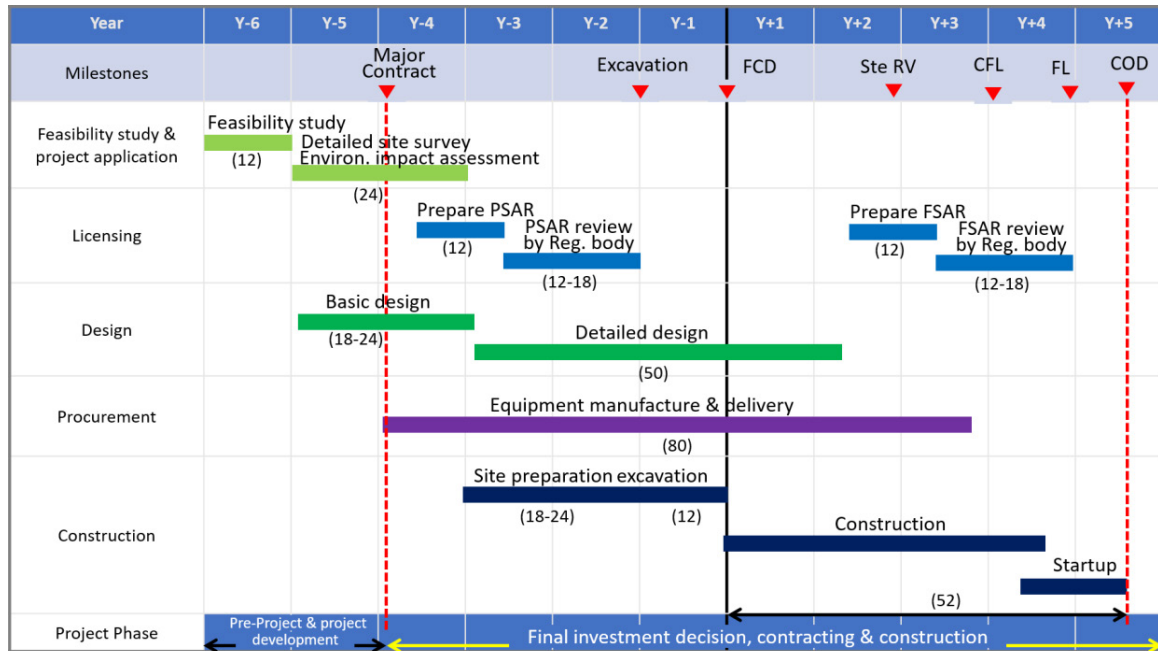 Year Y-6 Y-5 Y-4 Y-3 Y-2 Y-1 Y+1 Y+2 Y+3 Y+4 Y+5
Milestones
Major
Contract
Excavation
FCD
Ste RV
CFL
FL
COD
Feasibility study &
project application
Feasibility study
(12)
Detailed site survey
Environ. impact assessment
(24)
Licensing
Prepare PSAR
(12)
PSAR review
by Reg. body
(12-18)
Prepare FSAR
(12)
FSAR review
by Reg. body
(12-18)
Design
Basic design
(18-24)
Detailed design
(50)
Procurement
Equipment manufacture & delivery
(80)
Construction
Site preparation excavation
(18-24)
(12)
Construction
Startup
(52)
Project Phase
Pre-Project & project
development
Final investment decision, contracting & construction